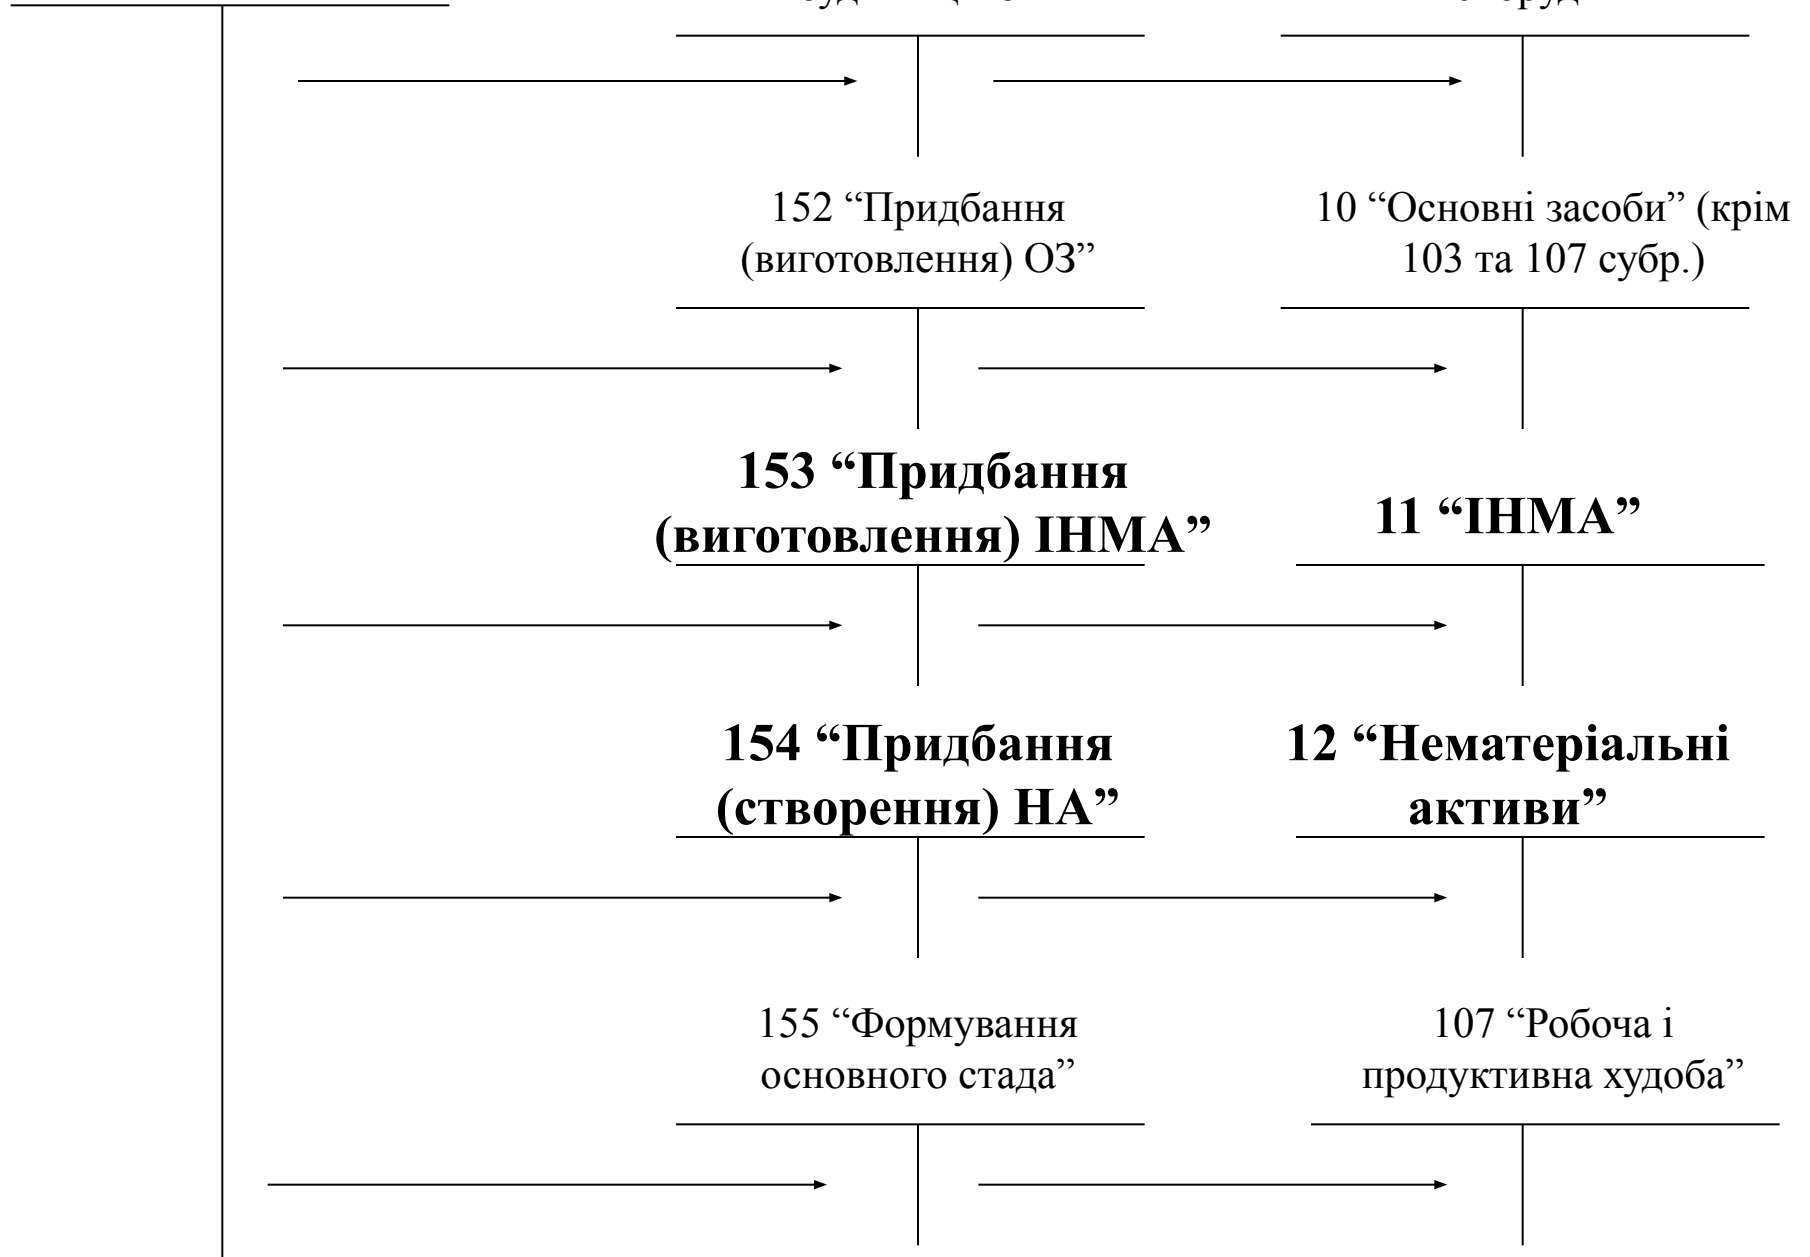 152 “Придбання
(виготовлення) ОЗ”
10 “Основні засоби” (крім
103 та 107 субр.)
153 “Придбання
(виготовлення) ІНМА”
11 “ІНМА”
154 “Придбання
(створення) НА”
12 “Нематеріальні
активи”
155 “Формування
основного стада”
107 “Робоча і
продуктивна худоба”